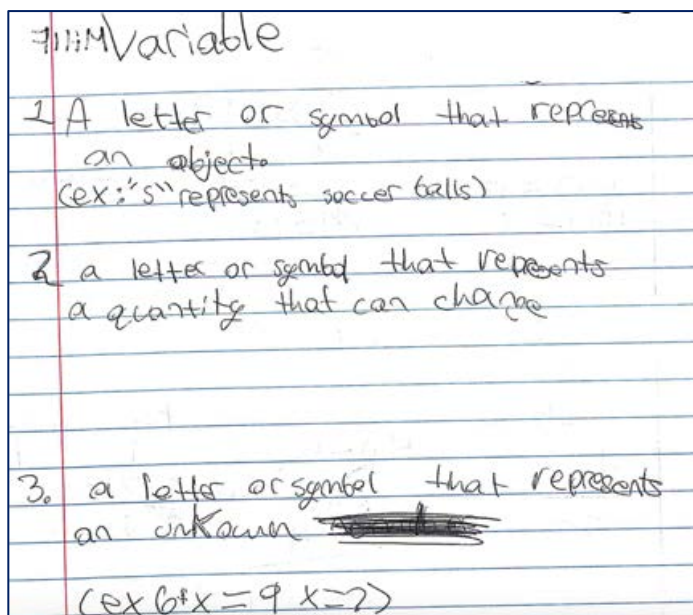 Variable
1 A letter or symbol that represents
an object.
(ex: "s" represents soccer balls)
2 a letter or symbol that represents
a quantity that can change
3. a letter or symbol that represents
an unknown
(ex 6*x=9 x=?)